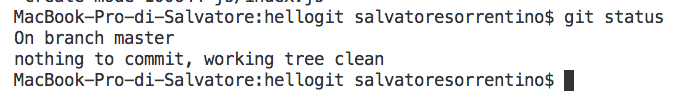 MacBook-Pro-di-Salvatore:hellogit salvatoresorrentino$ git status
On branch master
nothing to commit, working tree clean
MacBook-Pro-di-Salvatore:hellogit salvatoresorrentino$